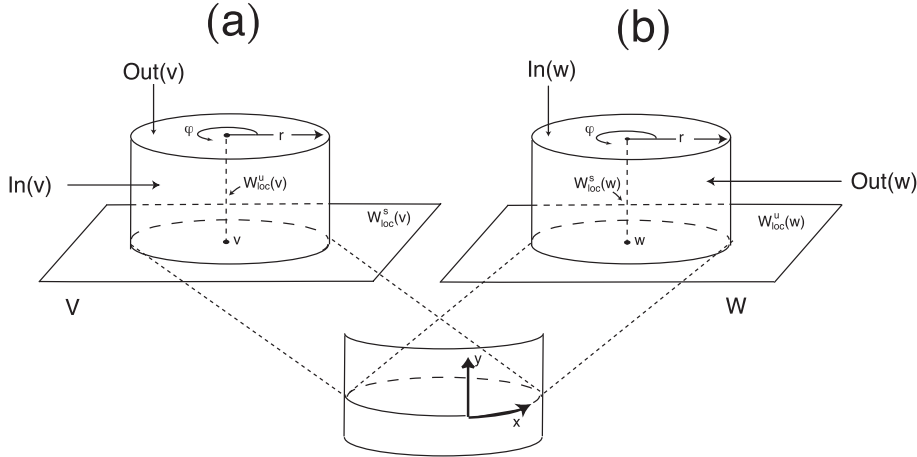 (a)
(b)
Out(v)
In(w)
φ
r
φ
r
In(v)
W^u_loc(v)
W^s_loc(w)
Out(w)
W^s_loc(v)
W^u_loc(w)
v
w
V
W
y
x